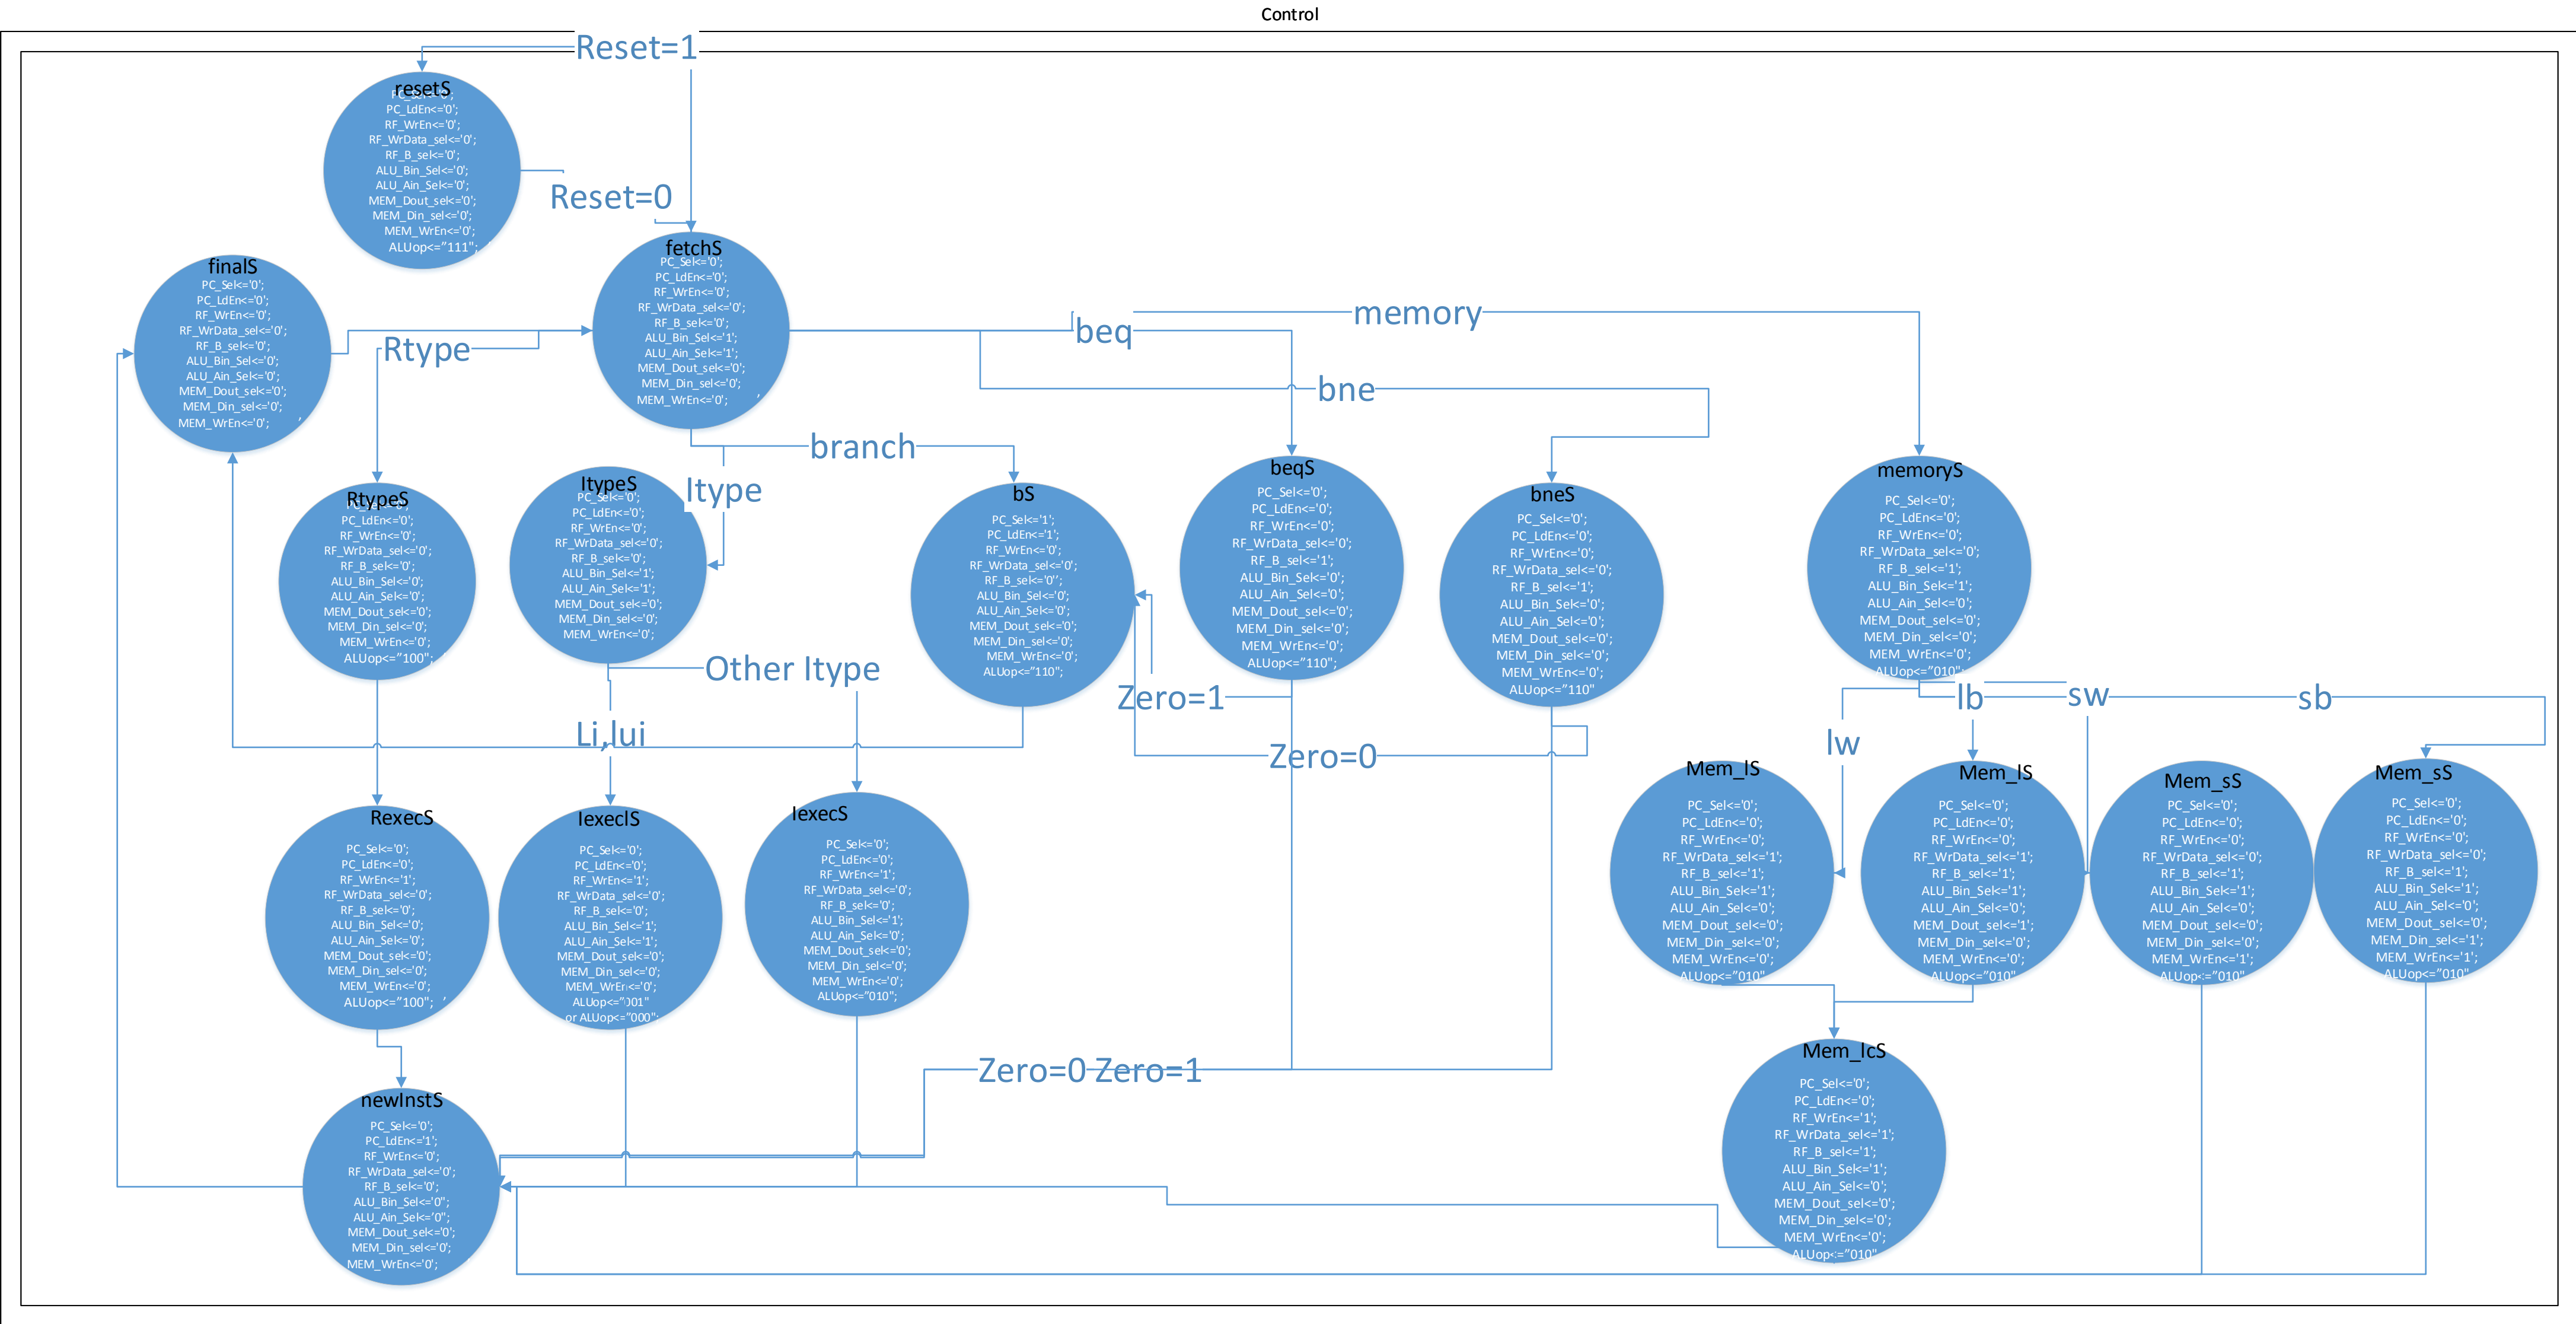 Control
Reset=1
resetS
PC_LdEn<='0';
RF_WrEn<='0';
RF_WrData_sel<='0';
RF_B_sel<='0';
ALU_Bin_Sel<='0';
ALU_Ain_Sel<='0';
MEM_Dout_sel<='0';
MEM_Din_sel<='0';
MEM_WrEn<='0';
ALUop<="111";
Reset=0
finalS
PC_Sel<='0';
PC_LdEn<='0';
RF_WrEn<='0';
RF_WrData_sel<='0';
RF_B_sel<='0';
ALU_Bin_Sel<='0';
ALU_Ain_Sel<='0';
MEM_Dout_sel<='0';
MEM_Din_sel<='0';
MEM_WrEn<='0';
fetchS
PC_Sel<='0';
PC_LdEn<='0';
RF_WrEn<='0';
RF_WrData_sel<='0';
RF_B_sel<='0';
ALU_Bin_Sel<='1';
ALU_Ain_Sel<='1';
MEM_Dout_sel<='0';
MEM_Din_sel<='0';
MEM_WrEn<='0';
Rtype
beq
memory
bne
branch
Itype
RtypeS
PC_LdEn<='0';
RF_WrEn<='0';
RF_WrData_sel<='0';
RF_B_sel<='0';
ALU_Bin_Sel<='0';
ALU_Ain_Sel<='0';
MEM_Dout_sel<='0';
MEM_Din_sel<='0';
MEM_WrEn<='0';
ALUop<="100";
ItypeS
PC_Sel<='0';
PC_LdEn<='0';
RF_WrEn<='0';
RF_WrData_sel<='0';
RF_B_sel<='0';
ALU_Bin_Sel<='1';
ALU_Ain_Sel<='1';
MEM_Dout_sel<='0';
MEM_Din_sel<='0';
MEM_WrEn<='0';
bS
PC_Sel<='1';
PC_LdEn<='1';
RF_WrEn<='0';
RF_WrData_sel<='0';
RF_B_sel<='0'';
ALU_Bin_Sel<='0';
ALU_Ain_Sel<='0';
MEM_Dout_sel<='0';
MEM_Din_sel<='0';
MEM_WrEn<='0';
ALUop<="110";
beqS
PC_Sel<='0';
PC_LdEn<='0';
RF_WrEn<='0';
RF_WrData_sel<='0';
RF_B_sel<='1';
ALU_Bin_Sel<='0';
ALU_Ain_Sel<='0';
MEM_Dout_sel<='0';
MEM_Din_sel<='0';
MEM_WrEn<='0';
ALUop<="110";
bneS
PC_Sel<='0';
PC_LdEn<='0';
RF_WrEn<='0';
RF_WrData_sel<='0';
RF_B_sel<='1';
ALU_Bin_Sel<='0';
ALU_Ain_Sel<='0';
MEM_Dout_sel<='0';
MEM_Din_sel<='0';
MEM_WrEn<='0';
ALUop<="110"
memoryS
PC_Sel<='0';
PC_LdEn<='0';
RF_WrEn<='0';
RF_WrData_sel<='0';
RF_B_sel<='1';
ALU_Bin_Sel<='1';
ALU_Ain_Sel<='0';
MEM_Dout_sel<='0';
MEM_Din_sel<='0';
MEM_WrEn<='0';
ALUop<="010";
Other Itype
Li,lui
Zero=1
Zero=0
lw
lb
sw
sb
RexecS
PC_Sel<='0';
PC_LdEn<='0';
RF_WrEn<='1';
RF_WrData_sel<='0';
RF_B_sel<='0';
ALU_Bin_Sel<='0';
ALU_Ain_Sel<='0';
MEM_Dout_sel<='0';
MEM_Din_sel<='0';
MEM_WrEn<='0';
ALUop<="100";
IexeclS
PC_Sel<='0';
PC_LdEn<='0';
RF_WrEn<='1';
RF_WrData_sel<='0';
RF_B_sel<='0';
ALU_Bin_Sel<='1';
ALU_Ain_Sel<='1';
MEM_Dout_sel<='0';
MEM_Din_sel<='0';
MEM_WrEn<='0';
ALUop<="001"
or ALUop<="000";
IexecS
PC_Sel<='0';
PC_LdEn<='0';
RF_WrEn<='1';
RF_WrData_sel<='0';
RF_B_sel<='0';
ALU_Bin_Sel<='1';
ALU_Ain_Sel<='0';
MEM_Dout_sel<='0';
MEM_Din_sel<='0';
MEM_WrEn<='0';
ALUop<="010";
Mem_lS
PC_Sel<='0';
PC_LdEn<='0';
RF_WrEn<='0';
RF_WrData_sel<='1';
RF_B_sel<='1';
ALU_Bin_Sel<='1';
ALU_Ain_Sel<='0';
MEM_Dout_sel<='0';
MEM_Din_sel<='0';
MEM_WrEn<='0';
ALUop<="010"
Mem_lS
PC_Sel<='0';
PC_LdEn<='0';
RF_WrEn<='0';
RF_WrData_sel<='1';
RF_B_sel<='1';
ALU_Bin_Sel<='1';
ALU_Ain_Sel<='0';
MEM_Dout_sel<='1';
MEM_Din_sel<='0';
MEM_WrEn<='0';
ALUop<="010"
Mem_sS
PC_Sel<='0';
PC_LdEn<='0';
RF_WrEn<='0';
RF_WrData_sel<='0';
RF_B_sel<='1';
ALU_Bin_Sel<='1';
ALU_Ain_Sel<='0';
MEM_Dout_sel<='0';
MEM_Din_sel<='0';
MEM_WrEn<='1';
ALUop<="010"
Mem_sS
PC_Sel<='0';
PC_LdEn<='0';
RF_WrEn<='0';
RF_WrData_sel<='0';
RF_B_sel<='1';
ALU_Bin_Sel<='1';
ALU_Ain_Sel<='0';
MEM_Dout_sel<='0';
MEM_Din_sel<='1';
MEM_WrEn<='1';
ALUop<="010"
Zero=0 Zero=1
newInstS
PC_Sel<='0';
PC_LdEn<='1';
RF_WrEn<='0';
RF_WrData_sel<='0';
RF_B_sel<='0';
ALU_Bin_Sel<='0";
ALU_Ain_Sel<='0";
MEM_Dout_sel<='0';
MEM_Din_sel<='0';
MEM_WrEn<='0';
Mem_lcS
PC_Sel<='0';
PC_LdEn<='0';
RF_WrEn<='1';
RF_WrData_sel<='1';
RF_B_sel<='1';
ALU_Bin_Sel<='1';
ALU_Ain_Sel<='0';
MEM_Dout_sel<='0';
MEM_Din_sel<='0';
MEM_WrEn<='0';
ALUop<="010"